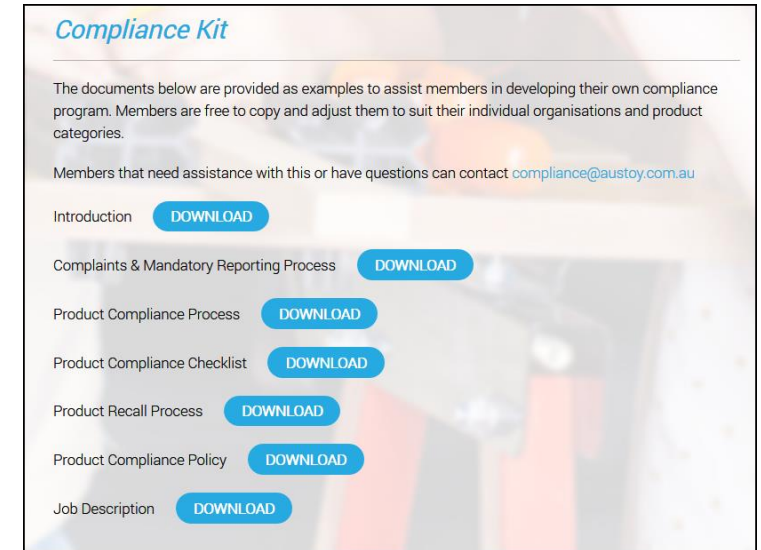 Compliance Kit
The documents below are provided as examples to assist members in developing their own compliance
program. Members are free to copy and adjust them to suit their individual organisations and product
categories.
Members that need assistance with this or have questions can contact compliance@austoy.com.au
Introduction DOWNLOAD
Complaints & Mandatory Reporting Process DOWNLOAD
Product Compliance Process DOWNLOAD
Product Compliance Checklist DOWNLOAD
Product Recall Process DOWNLOAD
Product Compliance Policy DOWNLOAD
Job Description DOWNLOAD